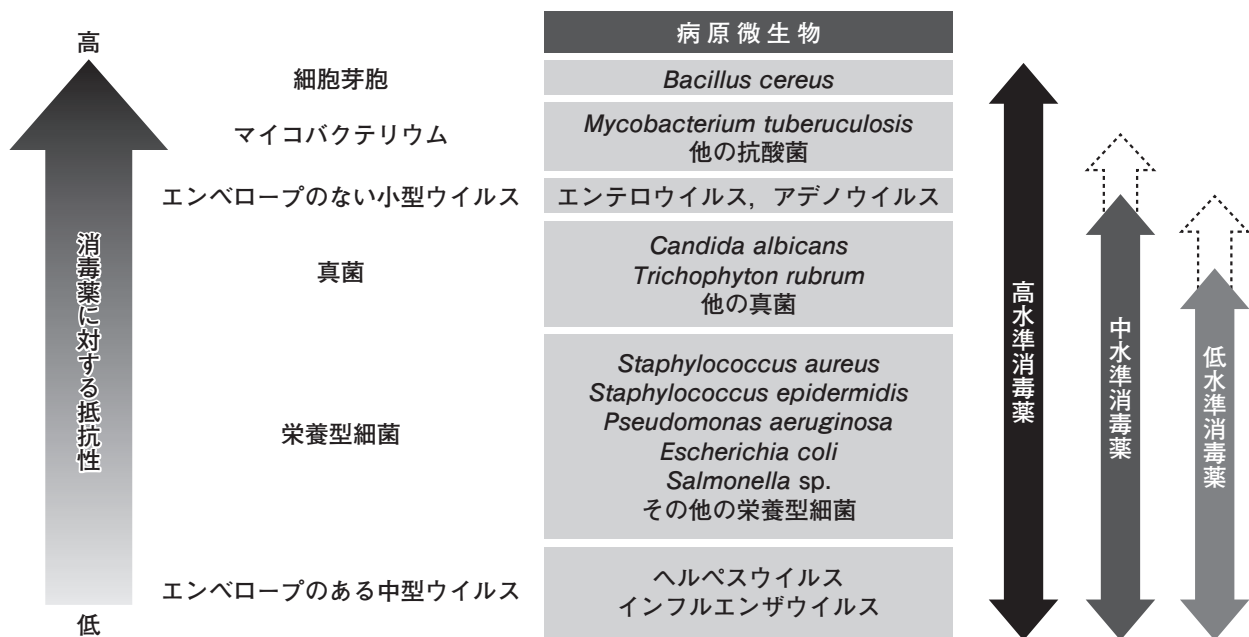 高
消毒薬に対する抵抗性
低
病原微生物
細胞芽胞
Bacillus cereus
マイコバクテリウム
Mycobacterium tuberuculosis
他の抗酸菌
エンベロープのない小型ウイルス
エンテロウイルス，アデノウイルス
真菌
Candida albicans
Trichophyton rubrum
他の真菌
栄養型細菌
Staphylococcus aureus
Staphylococcus epidermidis
Pseudomonas aeruginosa
Escherichia coli
Salmonella sp.
その他の栄養型細菌
エンベロープのある中型ウイルス
ヘルペスウイルス
インフルエンザウイルス
高水準消毒薬
中水準消毒薬
低水準消毒薬